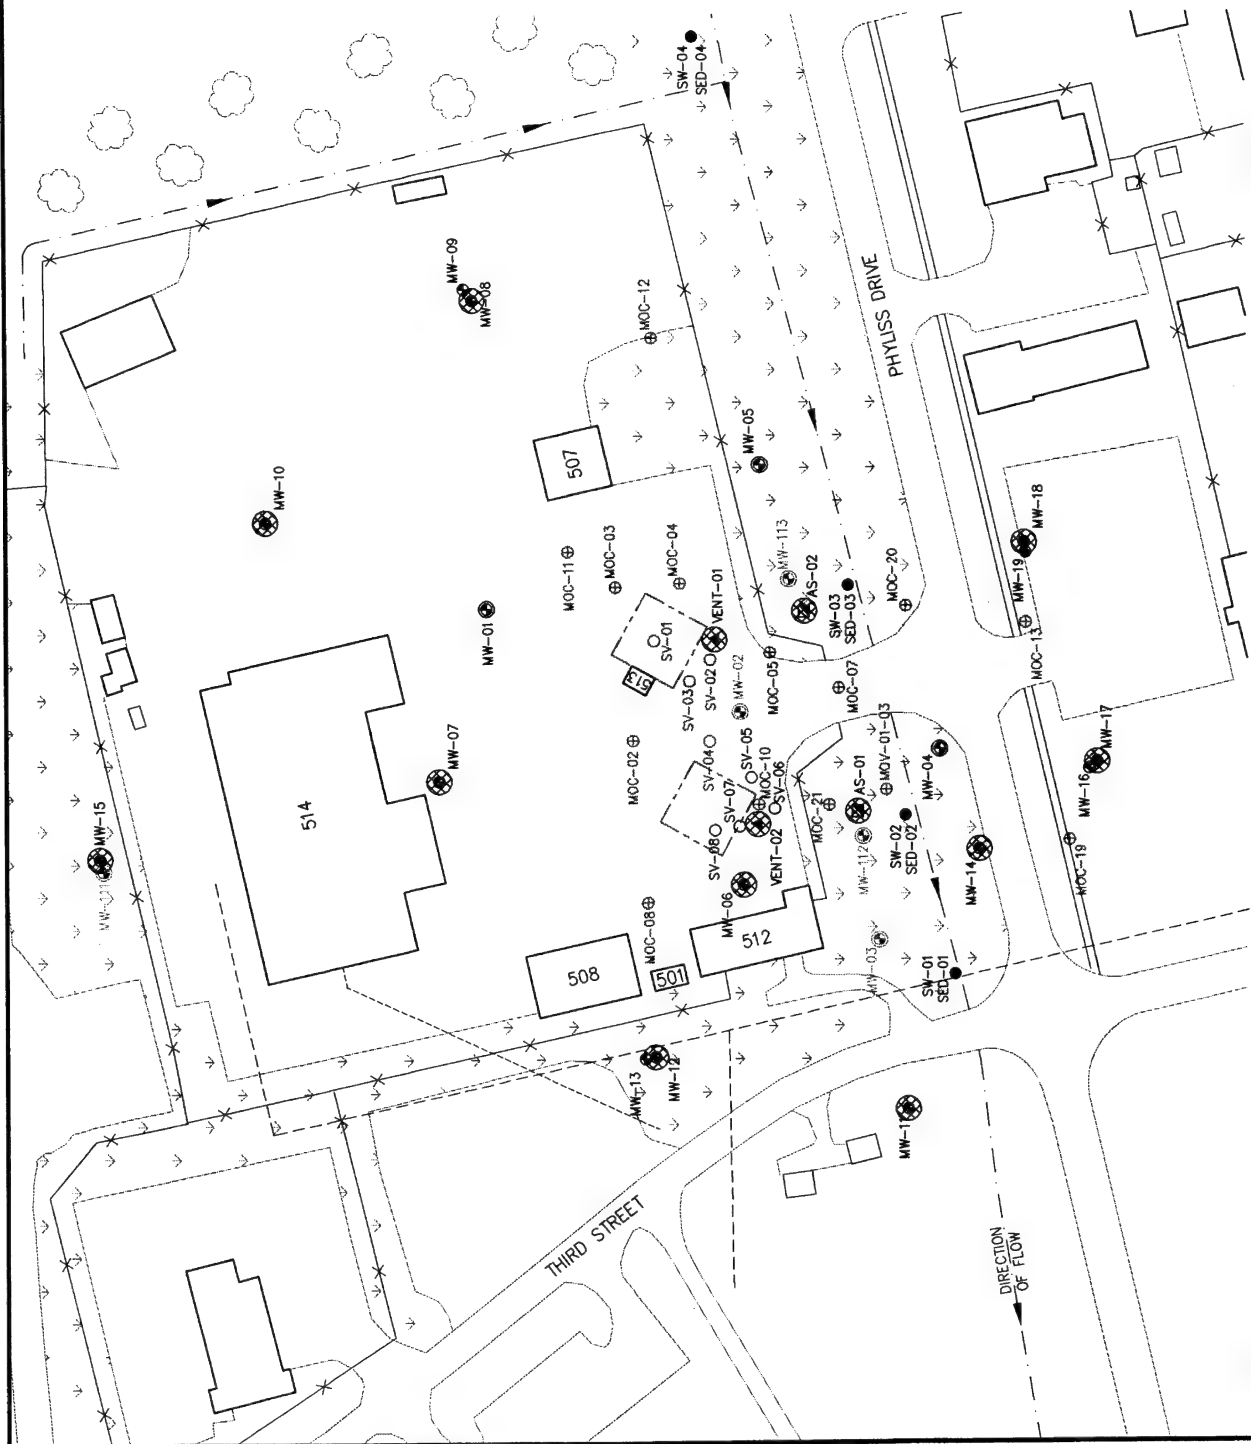 SW-04
SED-04
MW-09
MW-08
MOC-12
PHYLISS DRIVE
MW-05
507
MW-10
MW-18
MW-113
MOC-11
MOC-03
MOC-04
AS-02
MOC-20
MW-19
VENT-01
SW-03
SED-03
MW-01
SV-01
MOC-13
513
SV-02
SV-03
MW-02
MOC-05
MOC-07
MW-07
MOC-02
SV-04
SV-05
MOC-10
SV-06
SV-07
SV-08
AS-01
MOV-01-03
MW-04
MW-17
MW-16
MOC-21
514
MW-15
VENT-02
MW-112
SW-02
SED-02
MW-14
MOC-19
MW-06
MOC-08
512
508
501
MW-03
SW-01
SED-01
MW-13
MW-12
THIRD STREET
DIRECTION
OF FLOW